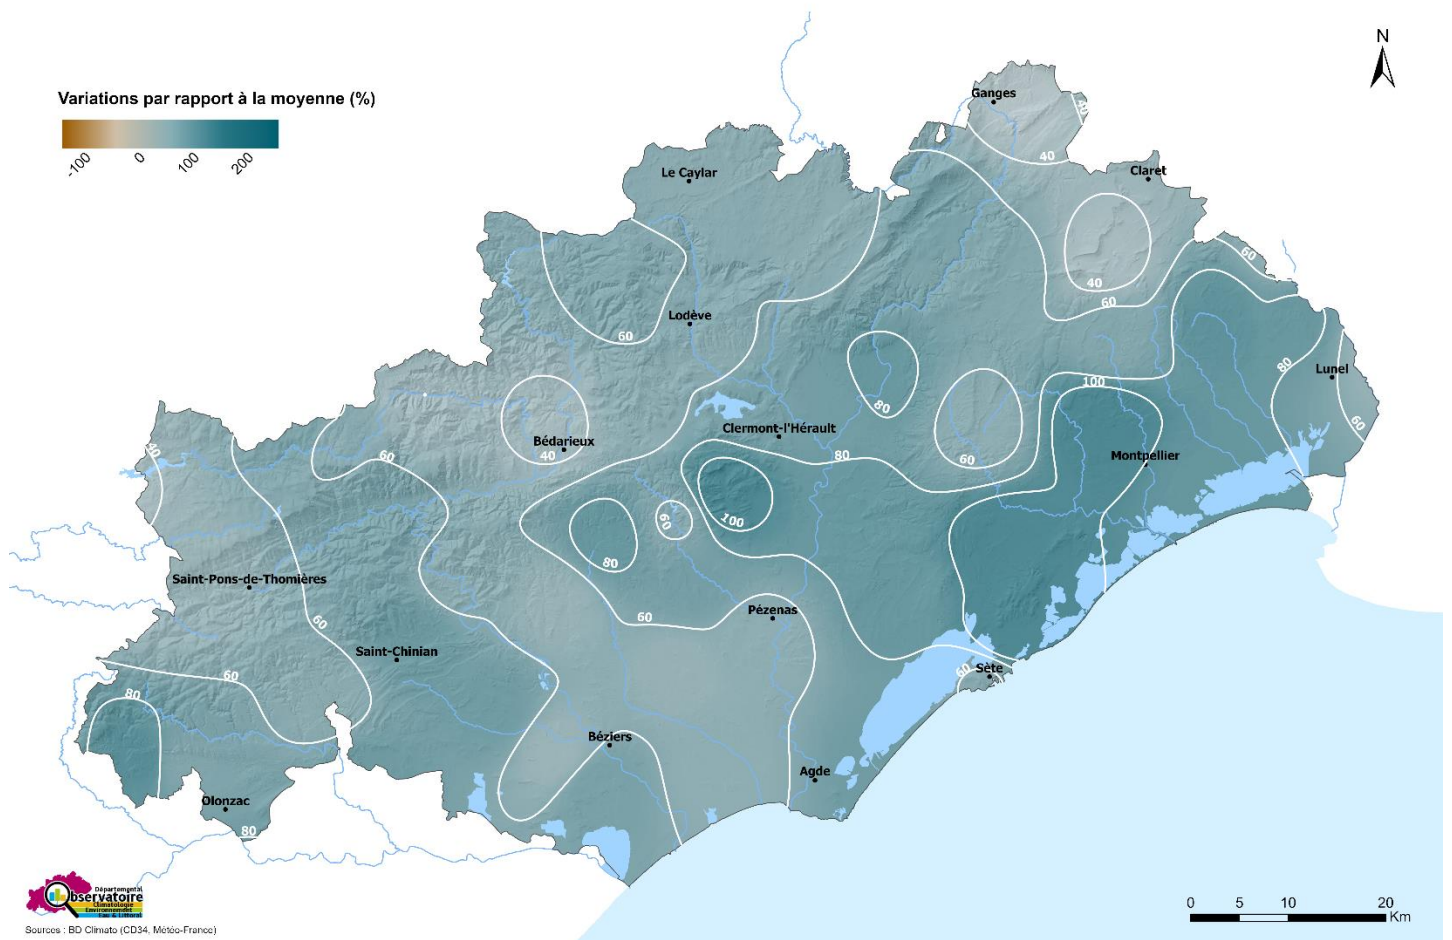 N
Variations par rapport à la moyenne (%)
-100 0 100 200
Ganges
40
40
Claret
Le Caylar
40
60
60
60
Lodève
80
Lunel
100
80
60
Clermont-l'Hérault
Bédarieux
40
40
60
80
60
Montpellier
100
60
80
Saint-Pons-de-Thomières
60
Pézenas
60
Saint-Chinian
60
Sète
60
80
Béziers
Agde
Olonzac
80
Départemental
Observatoire
Climatologie
Environnement
Eau & Littoral
Sources : BD Climato (CD34, Météo-France)
0 5 10 20
Km